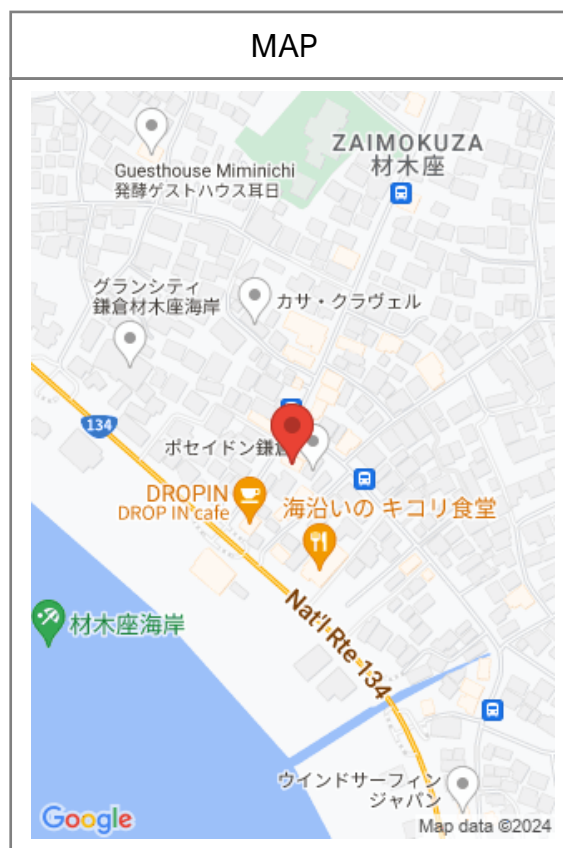 MAP
ZAIMOKUZA
材木座
Guesthouse Miminichi
発酵ゲストハウス耳日
グランシティ
鎌倉材木座海岸
カサ・クラヴェル
134
ポセイドン鎌倉
DROPIN
DROP IN cafe
海沿いの キコリ食堂
材木座海岸
Nat'l Rte 134
ウインドサーフィン
ジャパン
Google
Map data ©2024